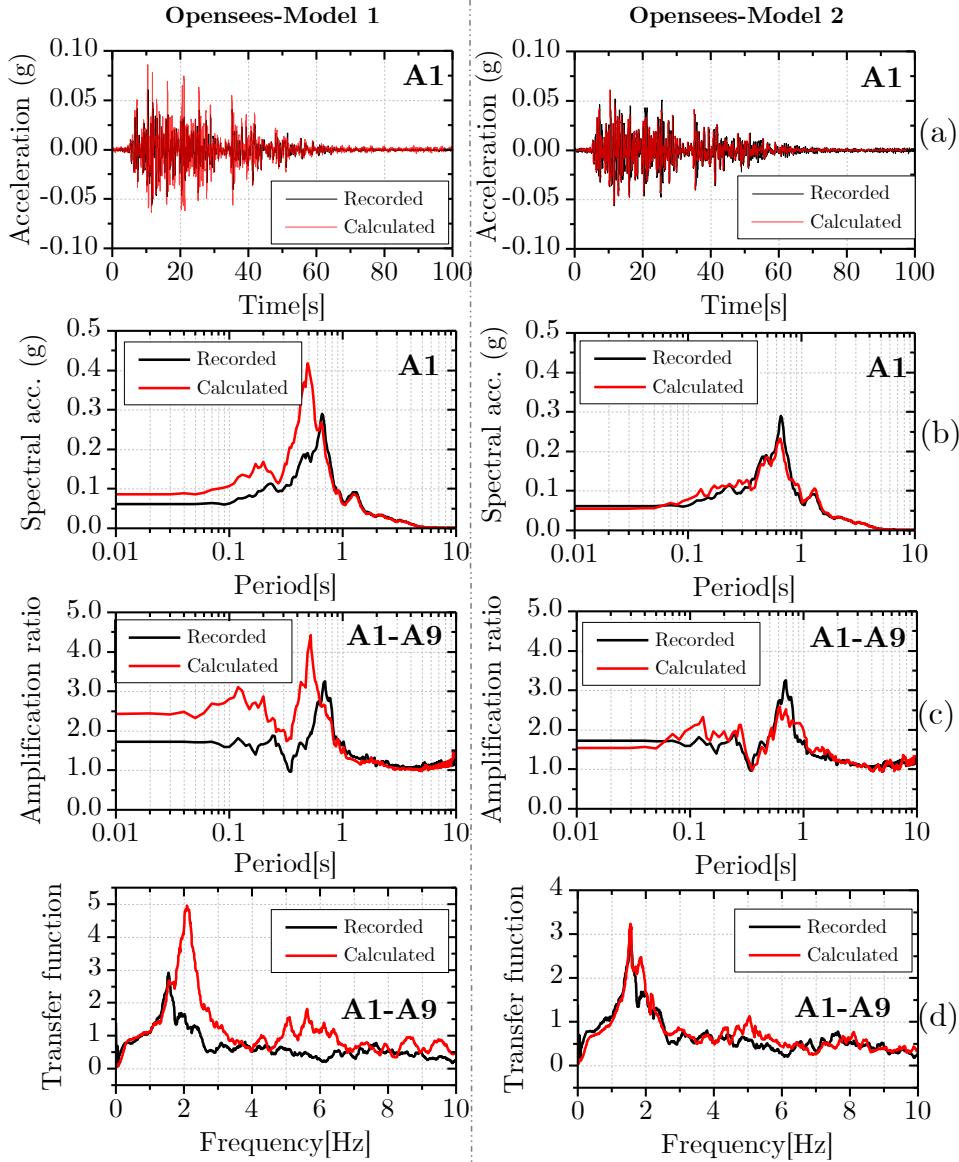 Opensees-Model 1
Opensees-Model 2
Acceleration (g)
0.10
0.05
0.00
-0.05
-0.10
A1
Recorded
Calculated
0 20 40 60 80 100
Time[s]
Acceleration (g)
0.10
0.05
0.00
-0.05
-0.10
A1
Recorded
Calculated
0 20 40 60 80 100
Time[s]
(a)
Spectral acc. (g)
0.5
0.4
0.3
0.2
0.1
0.0
Recorded
Calculated
A1
0.01 0.1 1 10
Period[s]
Spectral acc. (g)
0.5
0.4
0.3
0.2
0.1
0.0
Recorded
Calculated
A1
0.01 0.1 1 10
Period[s]
(b)
Amplification ratio
5.0
4.0
3.0
2.0
1.0
0.0
Recorded
Calculated
A1-A9
0.01 0.1 1 10
Period[s]
Amplification ratio
5.0
4.0
3.0
2.0
1.0
0.0
Recorded
Calculated
A1-A9
0.01 0.1 1 10
Period[s]
(c)
Transfer function
5
4
3
2
1
0
Recorded
Calculated
A1-A9
0 2 4 6 8 10
Frequency[Hz]
Transfer function
4
3
2
1
0
Recorded
Calculated
A1-A9
0 2 4 6 8 10
Frequency[Hz]
(d)